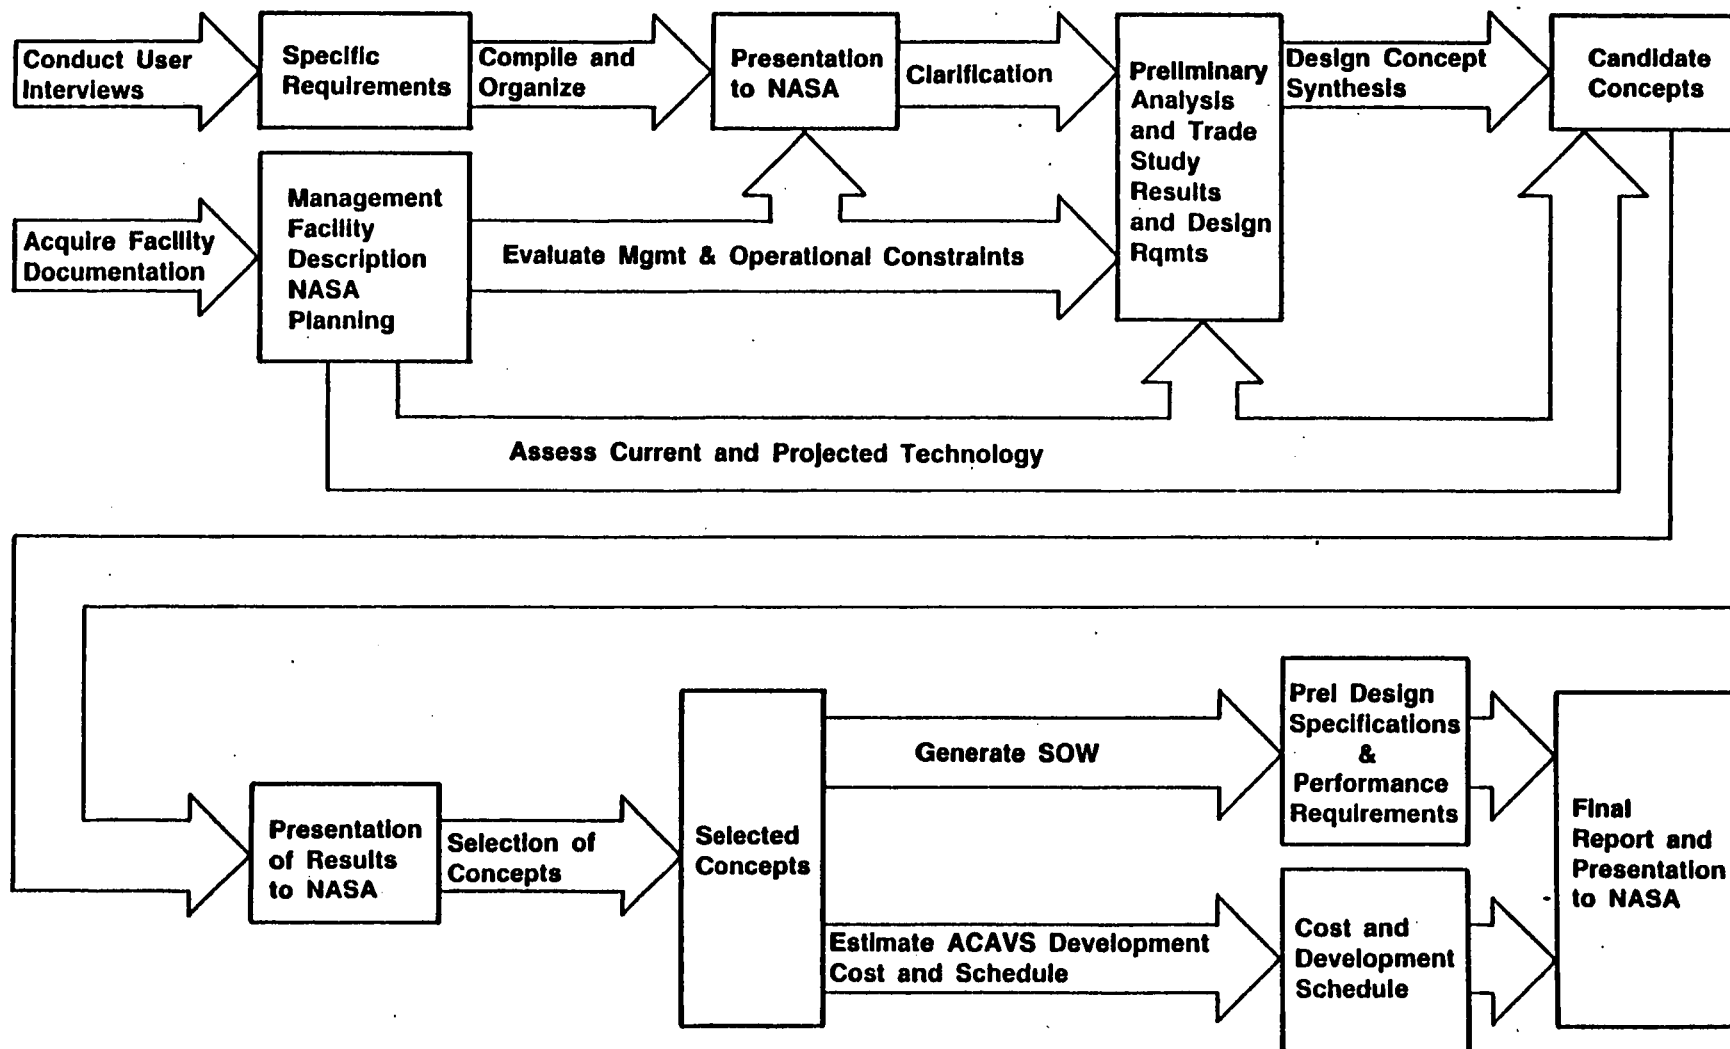 Conduct User
Interviews
Specific
Requirements
Compile and
Organize
Presentation
to NASA
Clarification
Preliminary
Analysis
and Trade
Study
Results
and Design
Rqmts
Design Concept
Synthesis
Candidate
Concepts
Acquire Facility
Documentation
Management
Facility
Description
NASA
Planning
Evaluate Mgmt & Operational Constraints
Assess Current and Projected Technology
Presentation
of Results
to NASA
Selection of
Concepts
Selected
Concepts
Generate SOW
Prel Design
Specifications
&
Performance
Requirements
Estimate ACAVS Development
Cost and Schedule
Cost and
Development
Schedule
Final
Report and
Presentation
to NASA